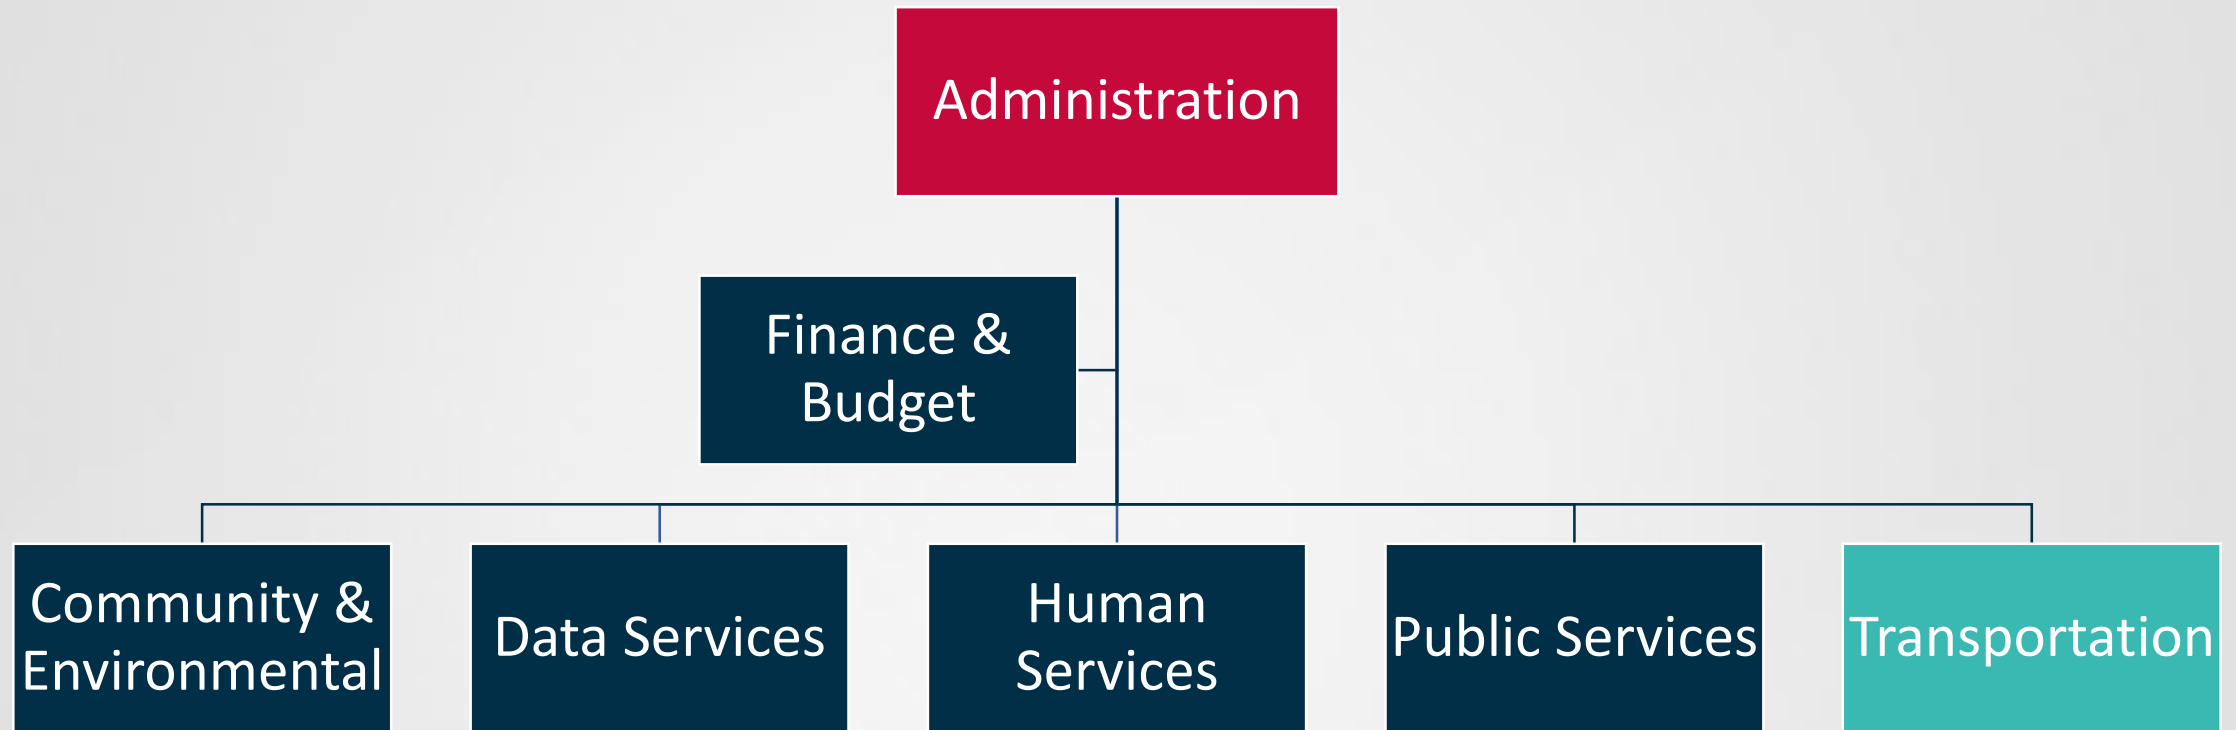 Administration
Finance &
Budget
Community &
Environmental
Data Services
Human
Services
Public Services
Transportation